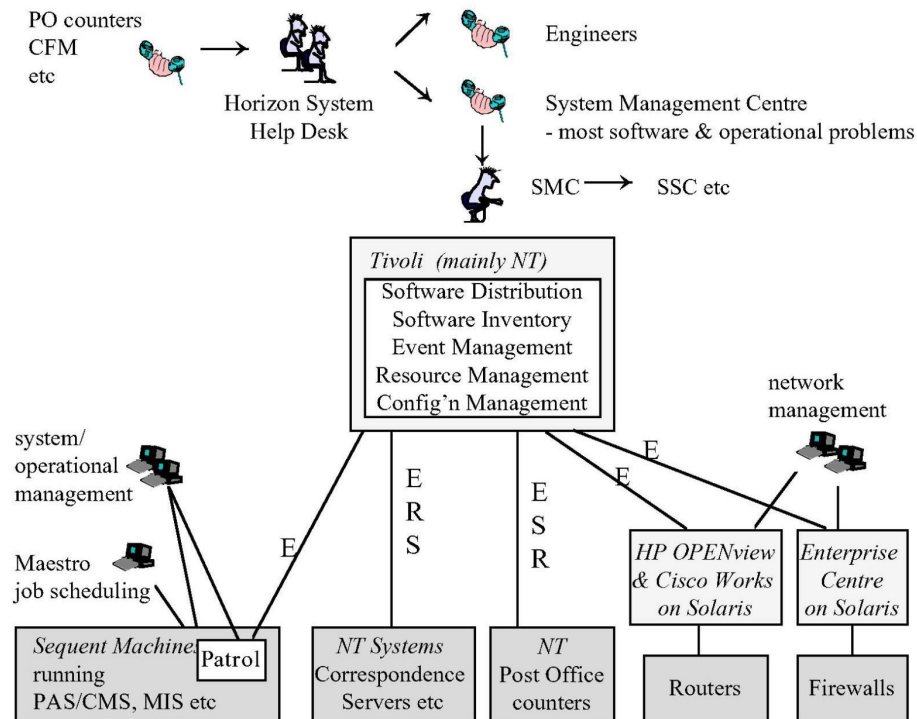 PO counters
CFM
etc
Horizon System
Help Desk
Engineers
System Management Centre
- most software & operational problems
SMC
SSC etc
Tivoli (mainly NT)
Software Distribution
Software Inventory
Event Management
Resource Management
Config'n Management
network
management
system/
operational
management
Maestro
job scheduling
E
E
R
S
E
S
R
E
E
HP OPENview
& Cisco Works
on Solaris
Enterprise
Centre
on Solaris
Sequent Machines
running
PAS/CMS, MIS etc
Patrol
NT Systems
Correspondence
Servers etc
NT
Post Office
counters
Routers
Firewalls